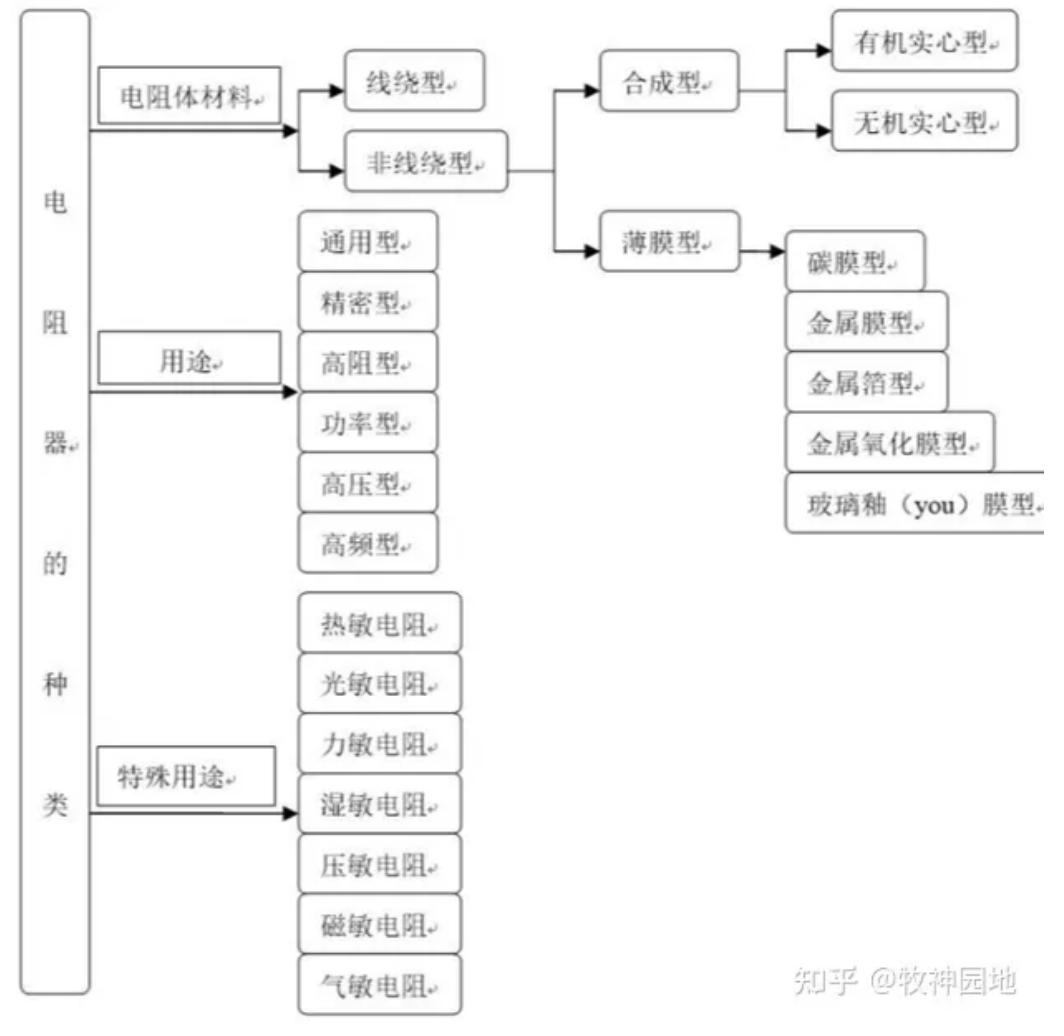 电阻器的种类
电阻体材料
线绕型
非线绕型
合成型
有机实心型
无机实心型
薄膜型
碳膜型
金属膜型
金属箔型
金属氧化膜型
玻璃釉（you）膜型
用途
通用型
精密型
高阻型
功率型
高压型
高频型
特殊用途
热敏电阻
光敏电阻
力敏电阻
湿敏电阻
压敏电阻
磁敏电阻
气敏电阻
知乎 @牧神园地